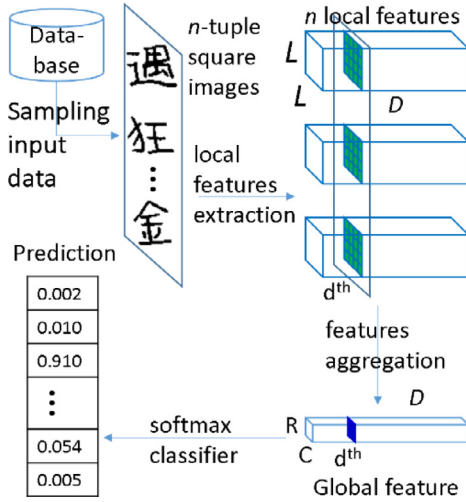 Data-
base
Sampling
input
data
n-tuple
square
images
遇
狂
⋮
金
local
features
extraction
n local features
L
L
D
dth
features
aggregation
D
R
C
dth
Global feature
softmax
classifier
Prediction
0.002
0.010
0.910
⋮
0.054
0.005